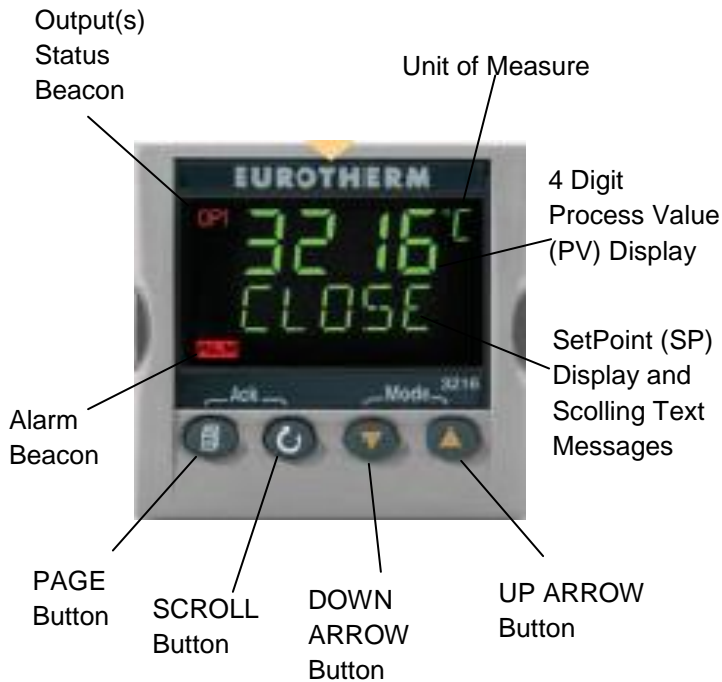 Output(s)
Status
Beacon
Unit of Measure
EUROTHERM
OP1
3216
°C
4 Digit
Process Value
(PV) Display
CLOSE
ALM
SetPoint (SP)
Display and
Scolling Text
Messages
Ack
Mode
3216
Alarm
Beacon
PAGE
Button
SCROLL
Button
DOWN
ARROW
Button
UP ARROW
Button